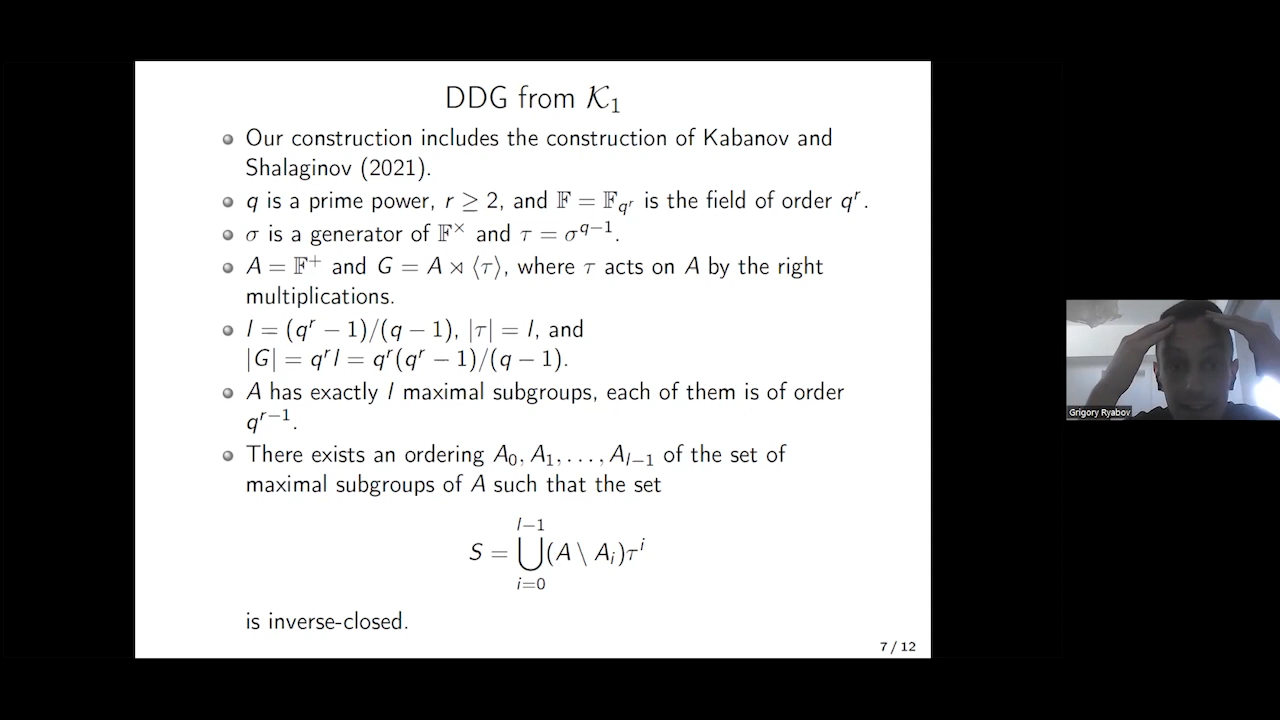 DDG from 𝒦₁
Our construction includes the construction of Kabanov and
Shalaginov (2021).
q is a prime power, r ≥ 2, and 𝔽 = 𝔽_{q^r} is the field of order q^r.
σ is a generator of 𝔽^× and τ = σ^{q−1}.
A = 𝔽^+ and G = A ⋊ ⟨τ⟩, where τ acts on A by the right
multiplications.
l = (q^r − 1)/(q − 1), |τ| = l, and
|G| = q^r l = q^r(q^r − 1)/(q − 1).
A has exactly l maximal subgroups, each of them is of order
q^{r−1}.
There exists an ordering A_0, A_1, . . . , A_{l−1} of the set of
maximal subgroups of A such that the set
S = ⋃_{i=0}^{l−1} (A \ A_i)τ^i
is inverse-closed.
7 / 12
Grigory Ryabov